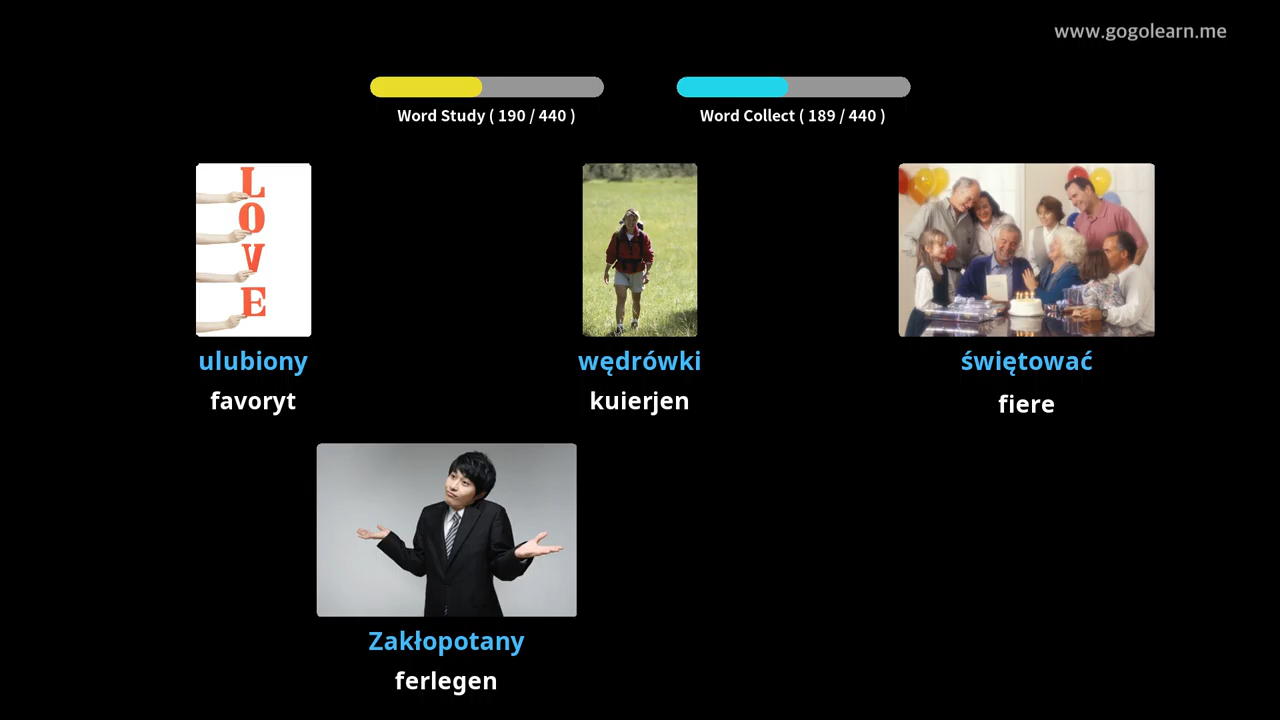 www.gogolearn.me
Word Study ( 190 / 440 )
Word Collect ( 189 / 440 )
L
O
V
E
ulubiony
favoryt
wędrówki
kuierjen
świętować
fiere
Zakłopotany
ferlegen